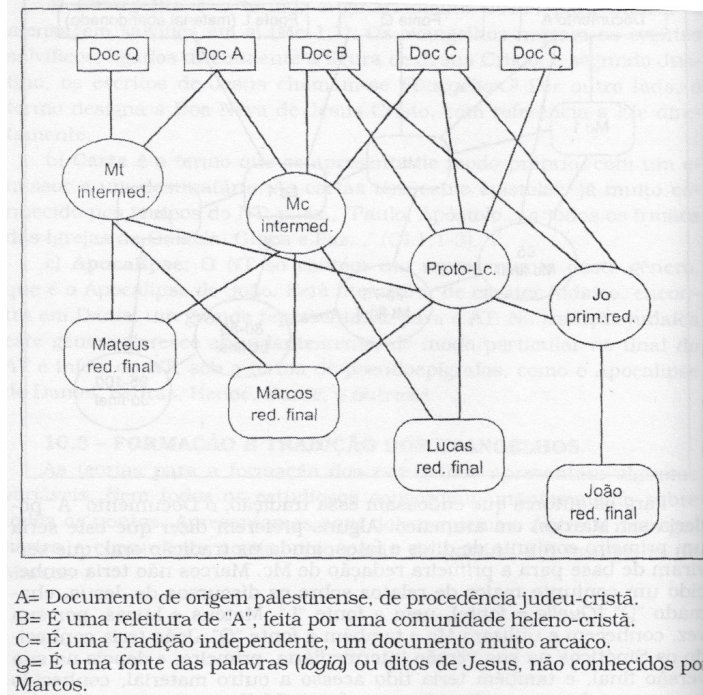 Doc Q Doc A Doc B Doc C Doc Q
Mt
intermed.
Mc
intermed.
Proto-Lc.
Jo
prim.red.
Mateus
red. final
Marcos
red. final
Lucas
red. final
João
red. final
A= Documento de origem palestinense, da ascendência judeu-cristã.
B= É uma releitura de "A", feita por uma comunidade heleno-cristã.
C= É uma Tradição independente, um documento arcaico.
Q= É uma fonte das palavras (logia) ou ditos de Jesus, não conhecidos po
Marcos.